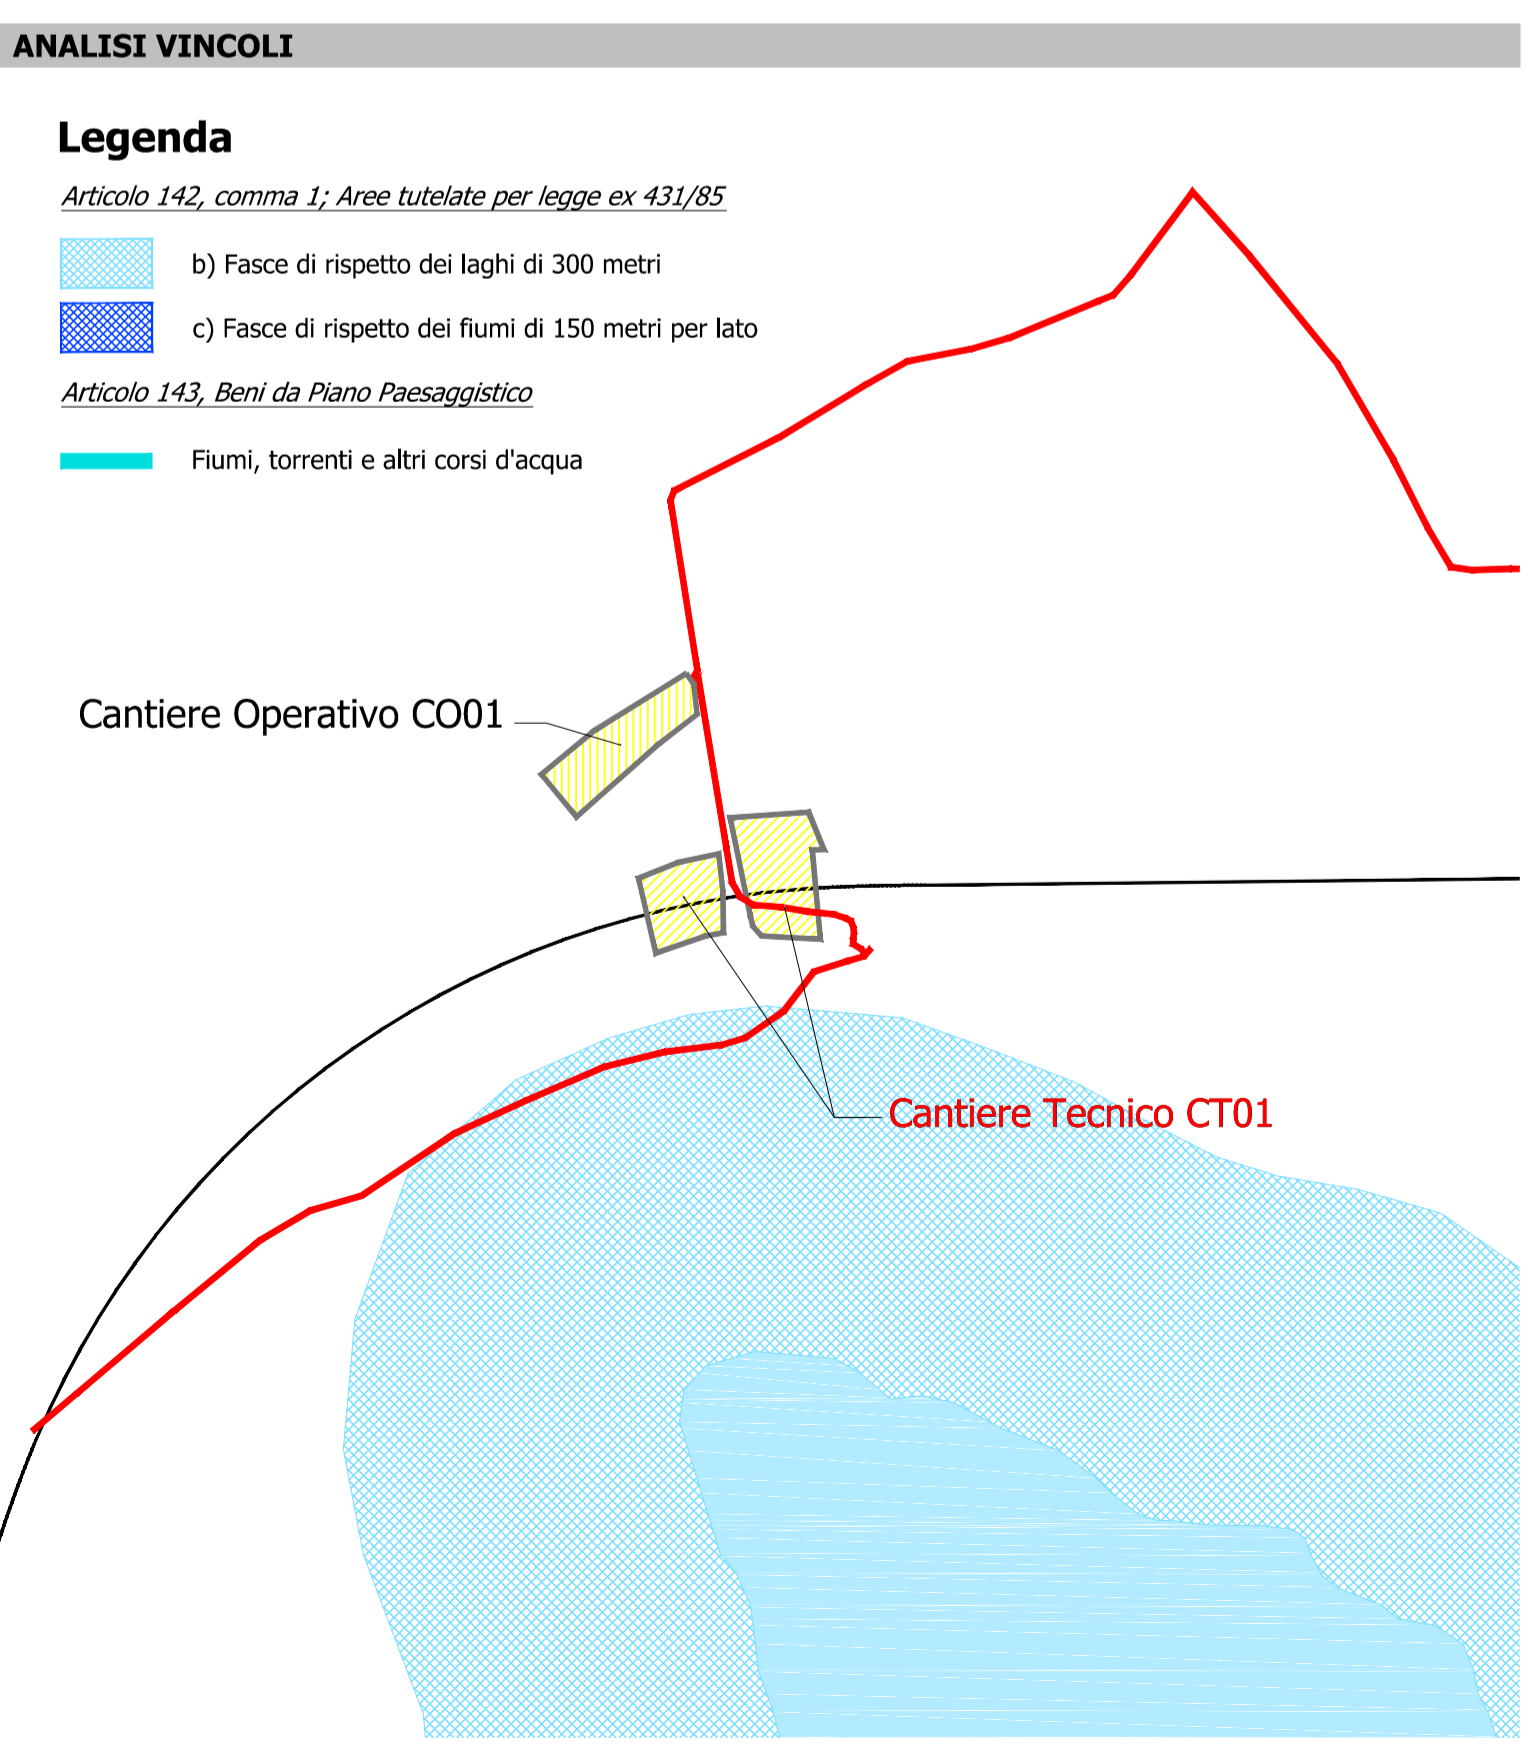 ANALISI VINCOLI
Legenda
Articolo 142, comma 1; Aree tutelate per legge ex 431/85
b) Fasce di rispetto dei laghi di 300 metri
c) Fasce di rispetto dei fiumi di 150 metri per lato
Articolo 143, Beni da Piano Paesaggistico
Fiumi, torrenti e altri corsi d'acqua
Cantiere Operativo CO01
Cantiere Tecnico CT01